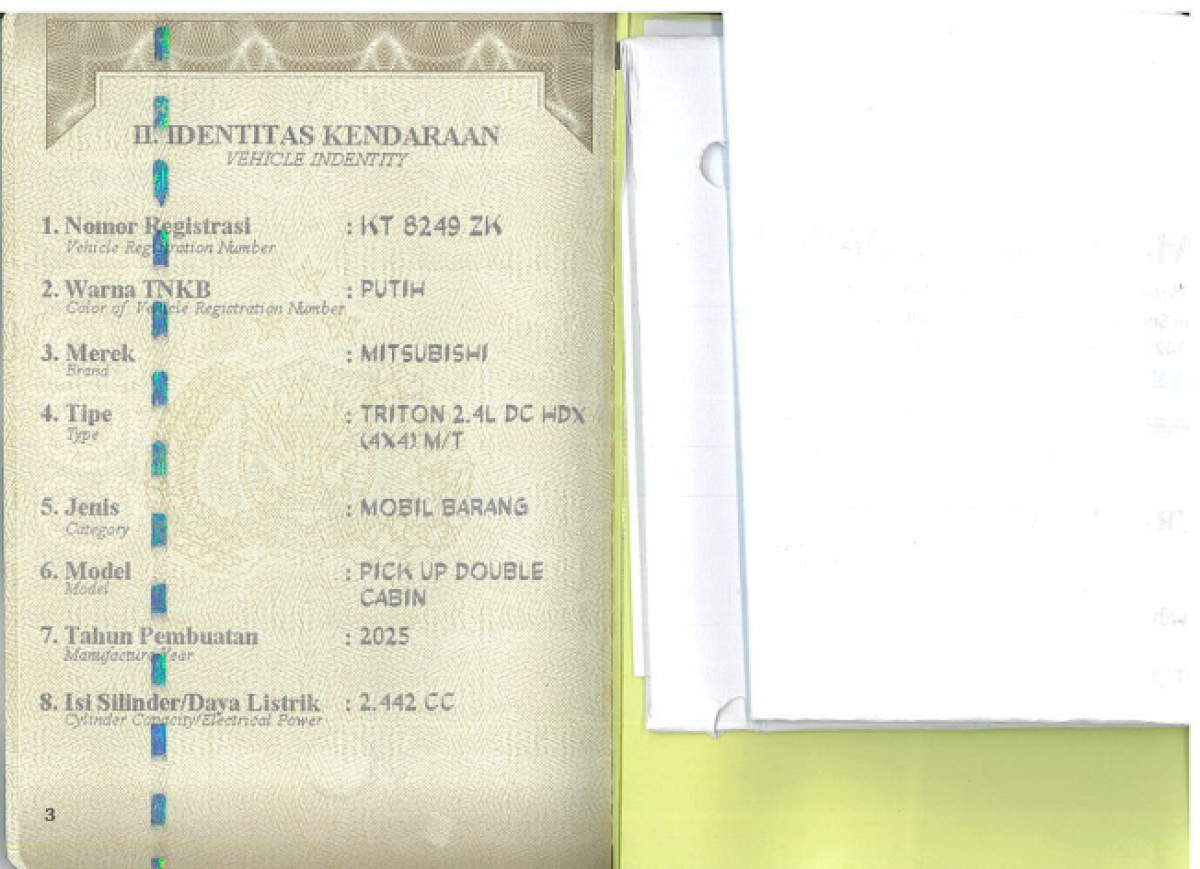 II. IDENTITAS KENDARAAN
VEHICLE INDENTITY
1. Nomor Registrasi : KT 8249 ZK
Vehicle Registration Number
2. Warna TNKB : PUTIH
Color of Vehicle Registration Number
3. Merek : MITSUBISHI
Brand
4. Tipe : TRITON 2.4L DC HDX
Type
(4X4) M/T
5. Jenis : MOBIL BARANG
Category
6. Model : PICK UP DOUBLE
Model
CABIN
7. Tahun Pembuatan : 2025
Manufacture Year
8. Isi Silinder/Daya Listrik : 2.442 CC
Cylinder Capacity/Electrical Power
3